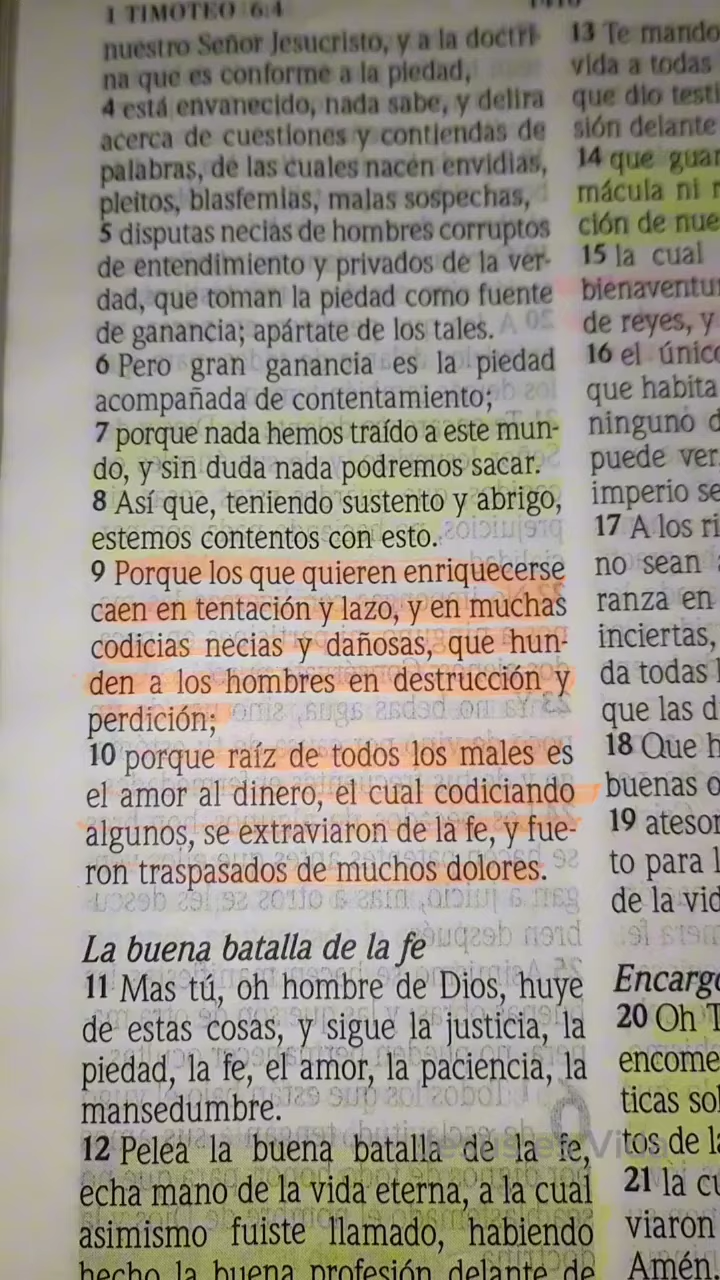 1 TIMOTEO 6:4
nuestro Señor Jesucristo, y a la doctri-
na que es conforme a la piedad,
4 está envanecido, nada sabe, y delira
acerca de cuestiones y contiendas de
palabras, de las cuales nacen envidias,
pleitos, blasfemias, malas sospechas,
5 disputas necias de hombres corruptos
de entendimiento y privados de la ver-
dad, que toman la piedad como fuente
de ganancia; apártate de los tales.
6 Pero gran ganancia es la piedad
acompañada de contentamiento;
7 porque nada hemos traído a este mun-
do, y sin duda nada podremos sacar.
8 Así que, teniendo sustento y abrigo,
estemos contentos con esto.
9 Porque los que quieren enriquecerse
caen en tentación y lazo, y en muchas
codicias necias y dañosas, que hun-
den a los hombres en destrucción y
perdición;
10 porque raíz de todos los males es
el amor al dinero, el cual codiciando
algunos, se extraviaron de la fe, y fue-
ron traspasados de muchos dolores.
La buena batalla de la fe
11 Mas tú, oh hombre de Dios, huye
de estas cosas, y sigue la justicia, la
piedad, la fe, el amor, la paciencia, la
mansedumbre.
12 Pelea la buena batalla de la fe,
echa mano de la vida eterna, a la cual
asimismo fuiste llamado, habiendo
hecho la buena profesión delante de
13 Te mando
vida a todas
que dio testi
sión delante
14 que guar
mácula ni
ción de nue
15 la cual
bienaventu
de reyes, y
16 el únic
que habita
ninguno d
puede ver
imperio se
17 A los ri
no sean
ranza en
inciertas,
da todas l
que las d
18 Que h
buenas o
19 atesor
to para l
de la vid
Encargo
20 Oh T
encome
ticas so
tos de la
21 la cu
viaron
Amén.